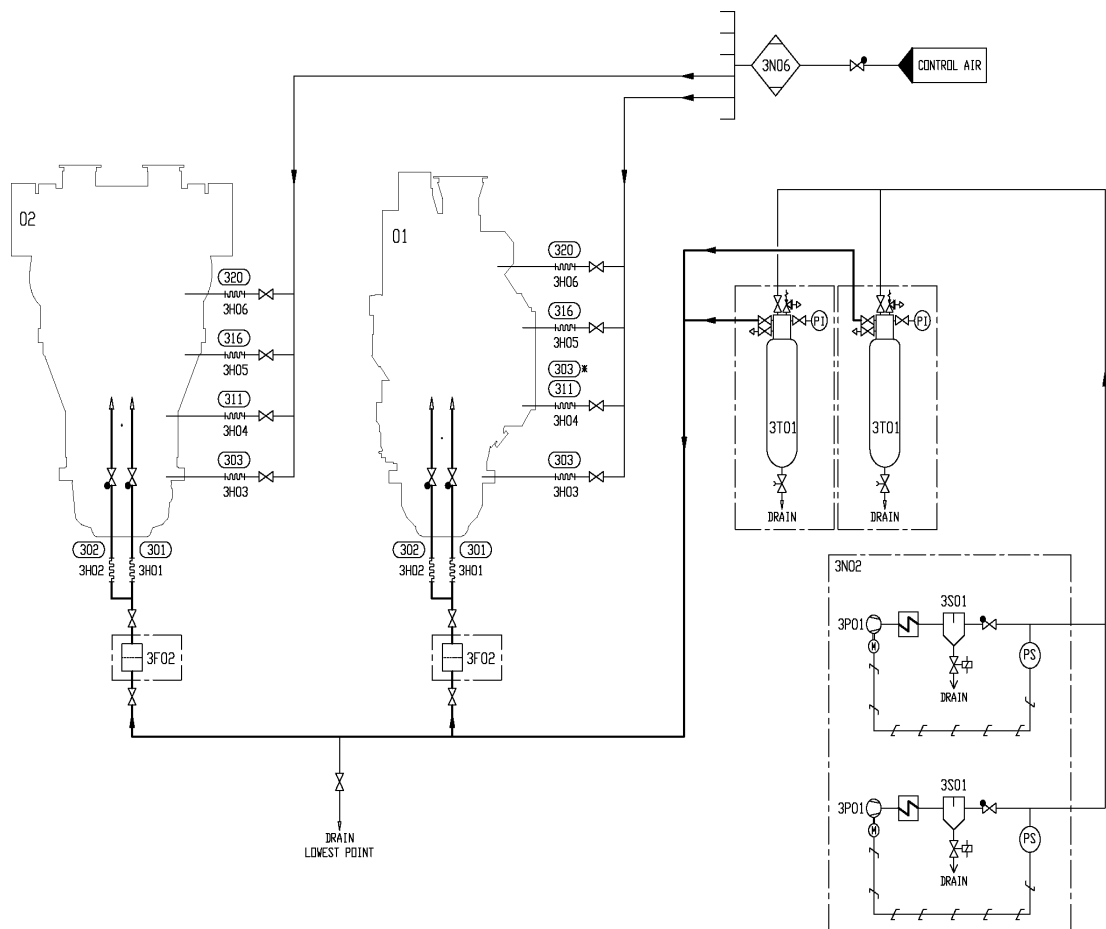 3N06
CONTROL AIR
02
01
320
3H06
316
3H05
311
3H04
303
3H03
320
3H06
316
3H05
303 *
311
3H04
303
3H03
PI
PI
3T01
3T01
DRAIN
DRAIN
302
301
3H02
3H01
302
301
3H02
3H01
3F02
3F02
DRAIN
LOWEST POINT
3N02
3S01
3P01
M
PS
DRAIN
3S01
3P01
M
PS
DRAIN